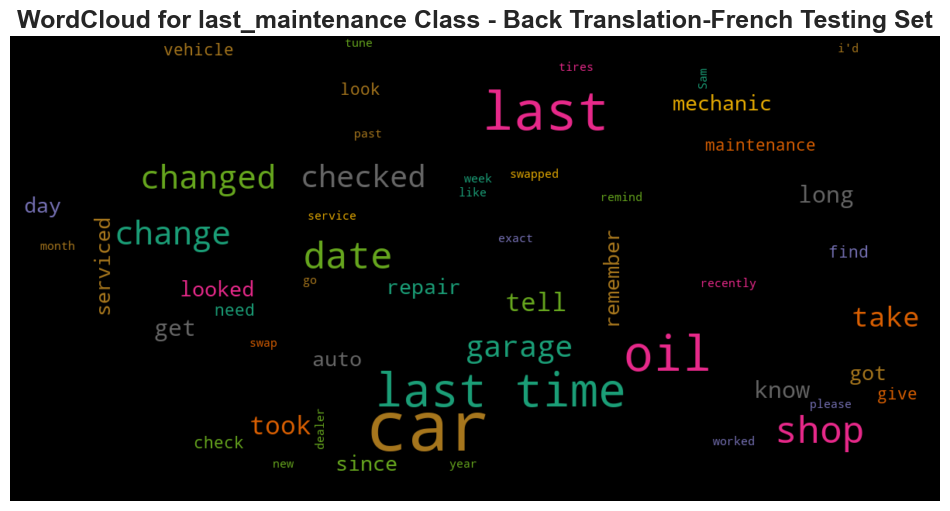 WordCloud for last_maintenance Class - Back Translation-French Testing Set
vehicle
tune
i'd
tires
Sam
look
last
mechanic
past
maintenance
changed
checked
week
swapped
like
remind
long
day
service
change
serviced
month
exact
date
remember
find
go
looked
repair
recently
need
tell
get
take
swap
garage
oil
auto
last time
know
got
give
please
car
took
dealer
shop
check
worked
since
new
year